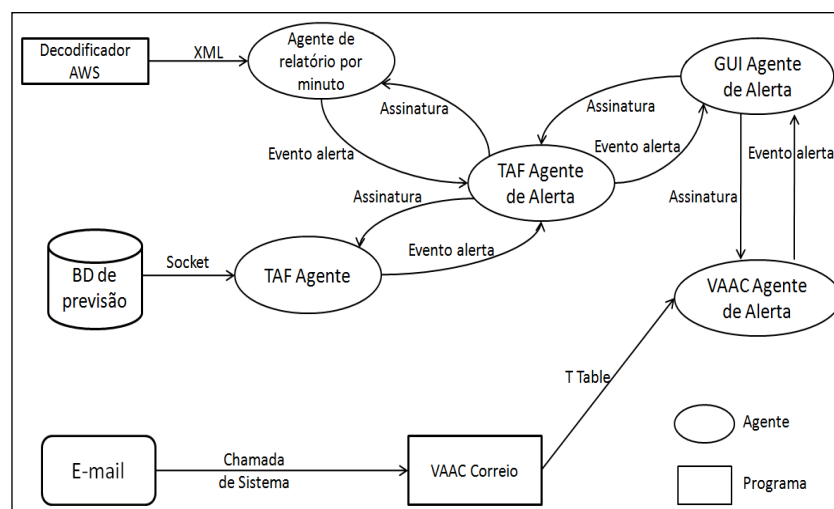 Decodificador
AWS
XML
Agente de
relatório por
minuto
Assinatura
Evento alerta
GUI Agente
de Alerta
Assinatura
Evento alerta
TAF Agente
de Alerta
Assinatura
Evento alerta
Assinatura
Evento alerta
BD de
previsão
Socket
TAF Agente
VAAC Agente
de Alerta
T Table
E-mail
Chamada
de Sistema
VAAC Correio
Agente
Programa